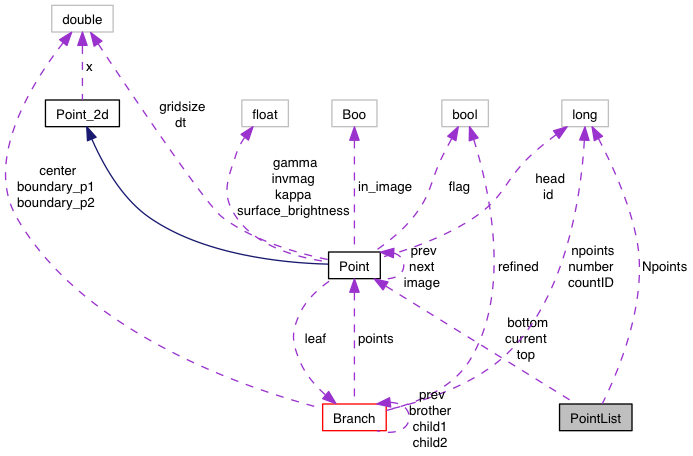 double
x
Point_2d
gridsize
dt
float
Boo
bool
long
center
boundary_p1
boundary_p2
gamma
invmag
kappa
surface_brightness
in_image
flag
head
id
Point
prev
next
image
refined
npoints
number
countID
Npoints
leaf
points
bottom
current
top
Branch
prev
brother
child1
child2
PointList